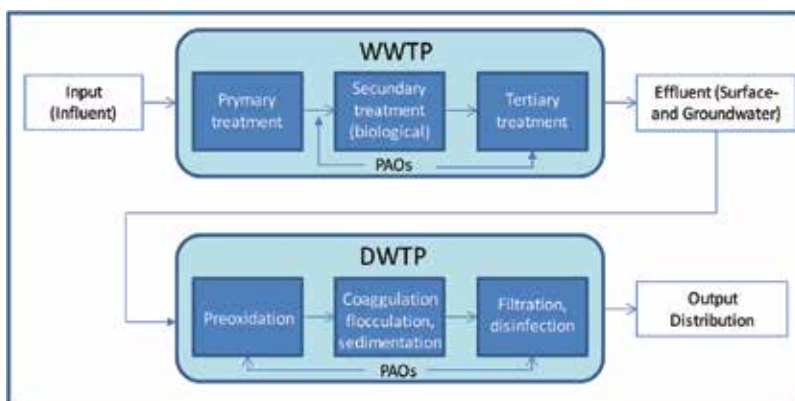 WWTP
Input
(Influent)
Prymary
treatment
Secundary
treatment
(biological)
Tertiary
treatment
Effluent (Surface-
and Groundwater)
PAOs
DWTP
Preoxidation
Coaggulation
flocculation,
sedimentation
Filtration,
disinfection
Output
Distribution
PAOs